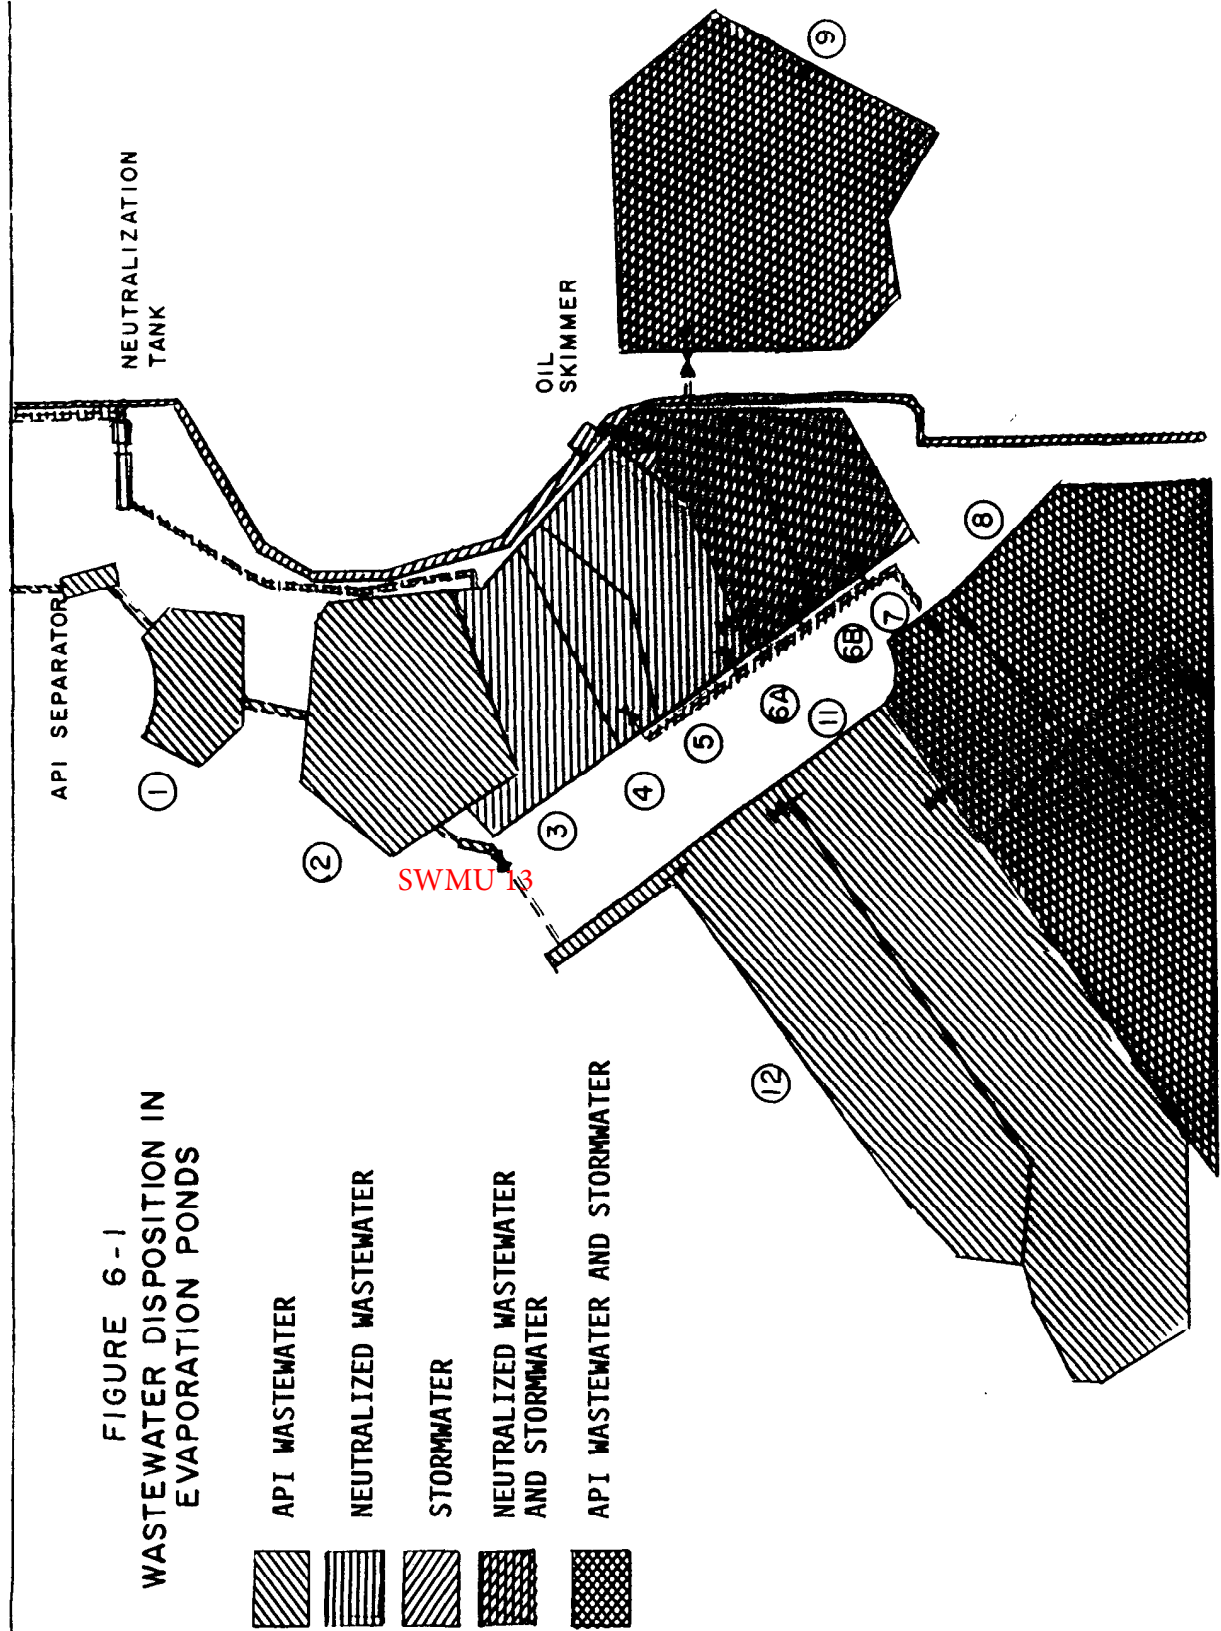 FIGURE 6-1
WASTEWATER DISPOSITION IN
EVAPORATION PONDS
API WASTEWATER
NEUTRALIZED WASTEWATER
STORMWATER
NEUTRALIZED WASTEWATER
AND STORMWATER
API WASTEWATER AND STORMWATER
API SEPARATOR
NEUTRALIZATION
TANK
OIL
SKIMMER
SWMU 13
1
2
3
4
5
6A
6B
7
8
9
11
12